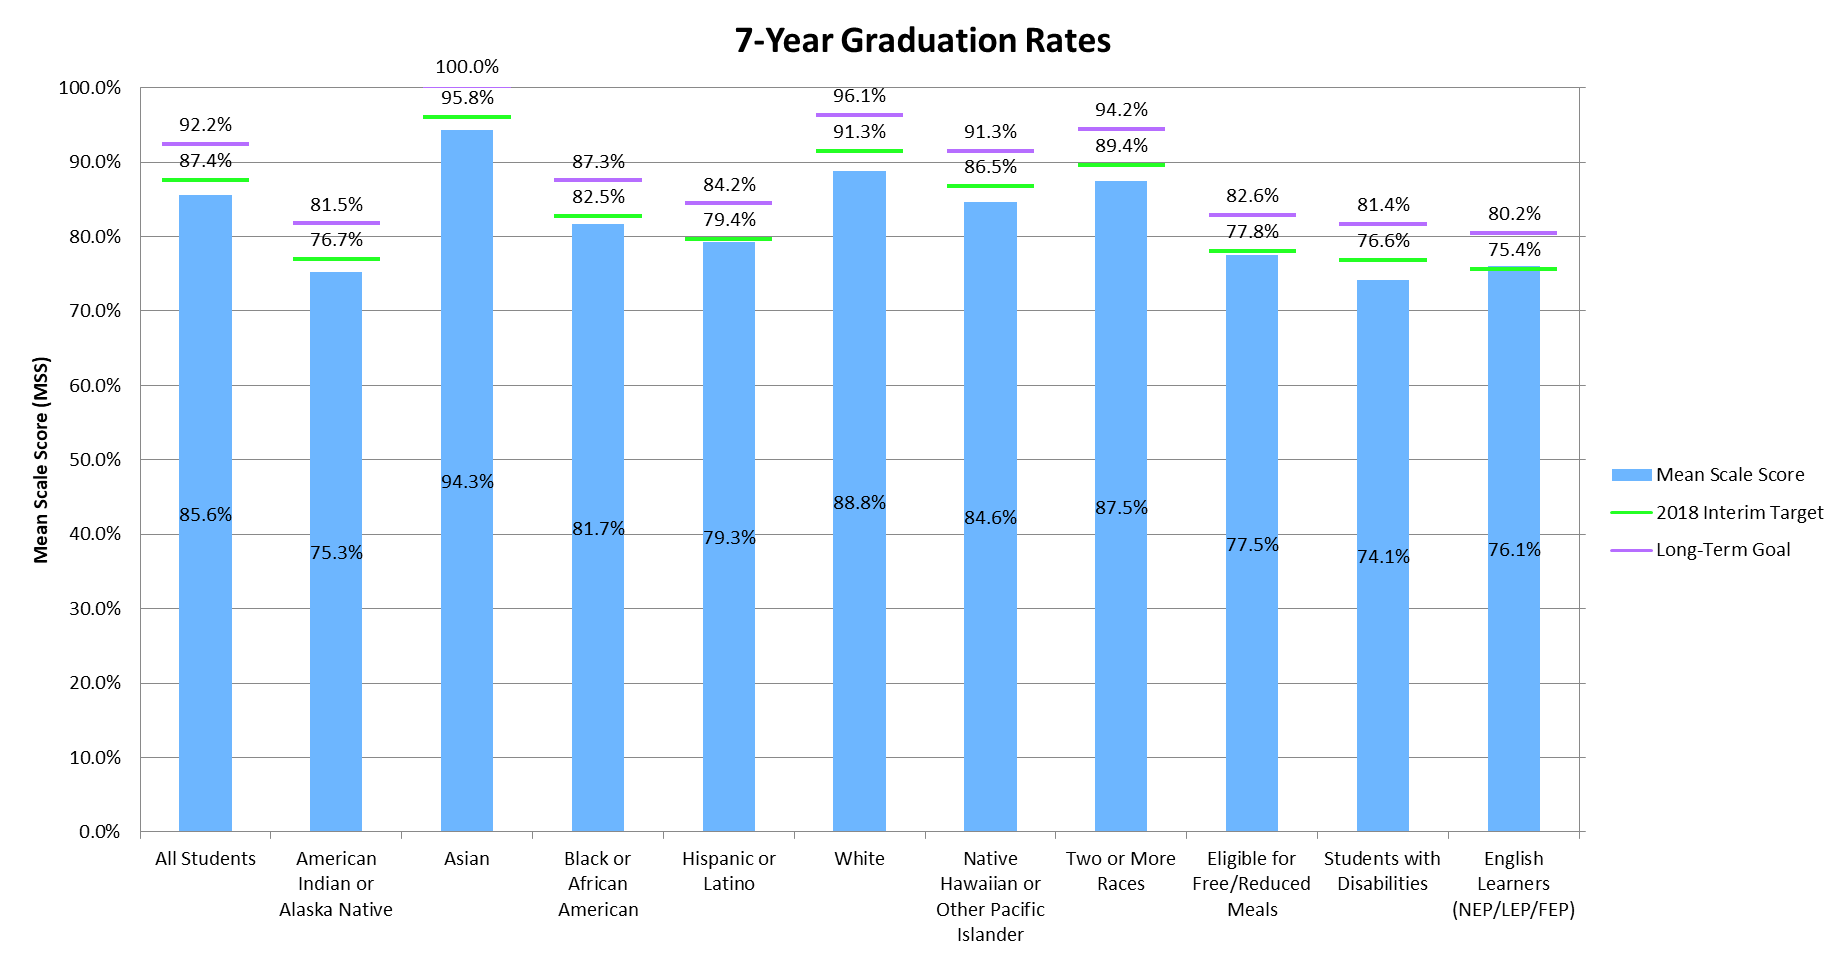 7-Year Graduation Rates
100.0%
100.0%
95.8%
96.1%
94.2%
92.2%
91.3%
91.3%
89.4%
87.4%
90.0%
87.3%
86.5%
84.2%
82.6%
81.5%
82.5%
81.4%
80.2%
79.4%
77.8%
76.7%
76.6%
75.4%
80.0%
70.0%
60.0%
50.0%
40.0%
30.0%
20.0%
10.0%
0.0%
Mean Scale Score (MSS)
85.6%
75.3%
94.3%
81.7%
79.3%
88.8%
84.6%
87.5%
77.5%
74.1%
76.1%
All Students
American
Indian or
Alaska Native
Asian
Black or
African
American
Hispanic or
Latino
White
Native
Hawaiian or
Other Pacific
Islander
Two or More
Races
Eligible for
Free/Reduced
Meals
Students with
Disabilities
English
Learners
(NEP/LEP/FEP)
Mean Scale Score
2018 Interim Target
Long-Term Goal